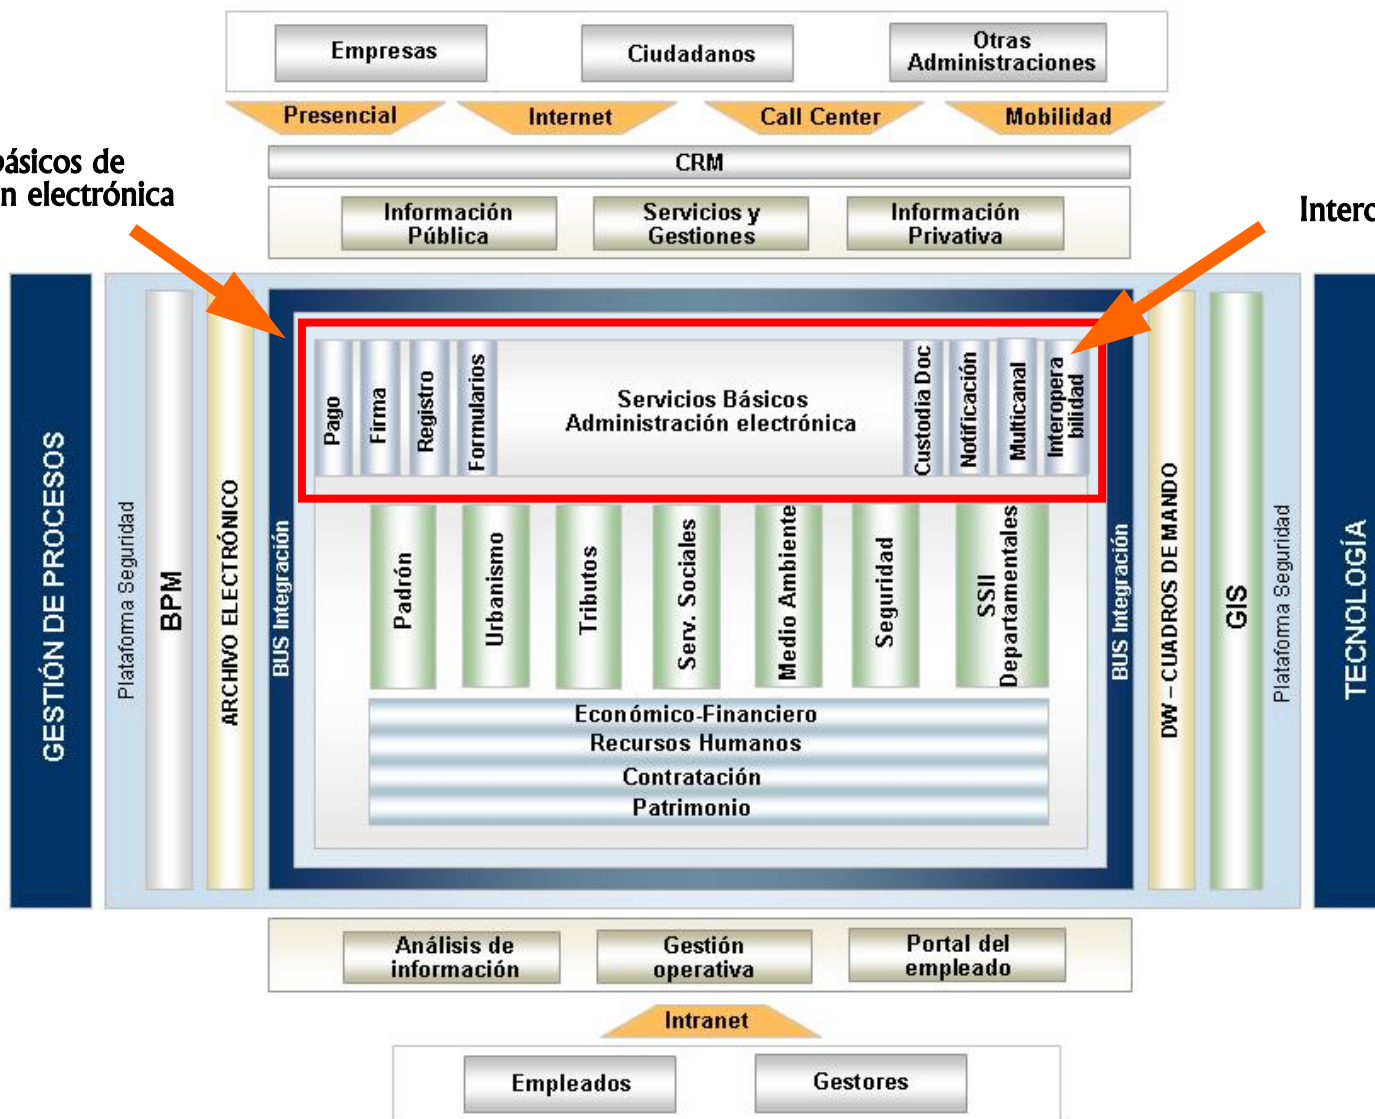 Empresas
Ciudadanos
Otras
Administraciones
Presencial
Internet
Call Center
Mobilidad
CRM
básicos de
electrónica
Información
Pública
Servicios y
Gestiones
Información
Privativa
GESTIÓN DE PROCESOS
Plataforma Seguridad
BPM
ARCHIVO ELECTRÓNICO
BUS Integración
Pago
Firma
Registro
Formularios
Servicios Básicos
Administración electrónica
Custodia Doc
Notificación
Multicanal
Interopera
bilidad
Padrón
Urbanismo
Tributos
Serv. Sociales
Medio Ambiente
Seguridad
SSII
Departamentales
Económico-Financiero
Recursos Humanos
Contratación
Patrimonio
BUS Integración
DW – CUADROS DE MANDO
GIS
Plataforma Seguridad
TECNOLOGÍA
Análisis de
información
Gestión
operativa
Portal del
empleado
Intranet
Empleados
Gestores